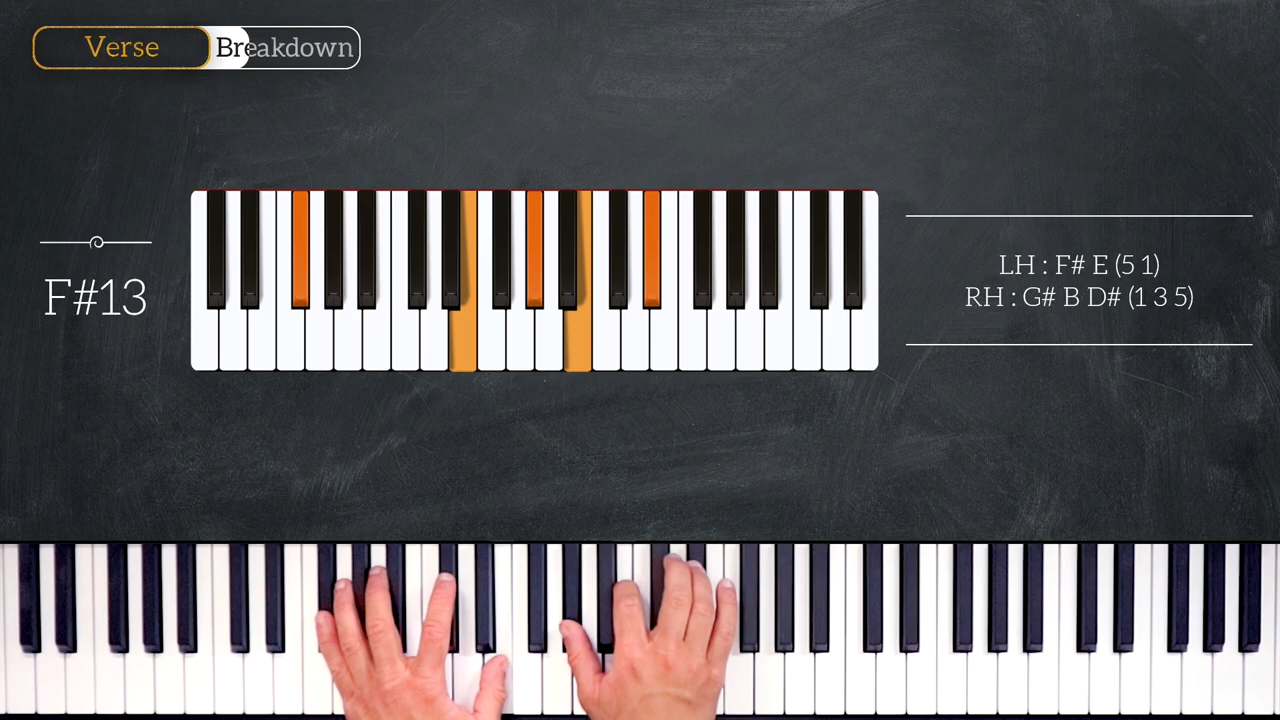 Verse
Breakdown
F#13
LH : F# E (5 1)
RH : G# B D# (1 3 5)